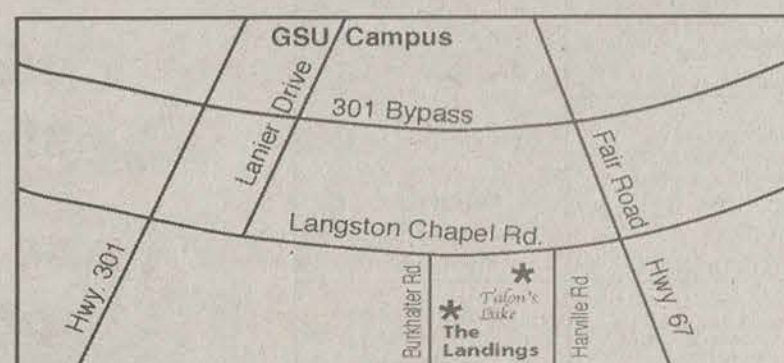 GSU Campus
Lanier Drive
301 Bypass
Fair Road
Langston Chapel Rd.
Hwy. 301
Hwy. 67
Burkhalter Rd
Harville Rd
* Talon's
Lake
* The
Landings